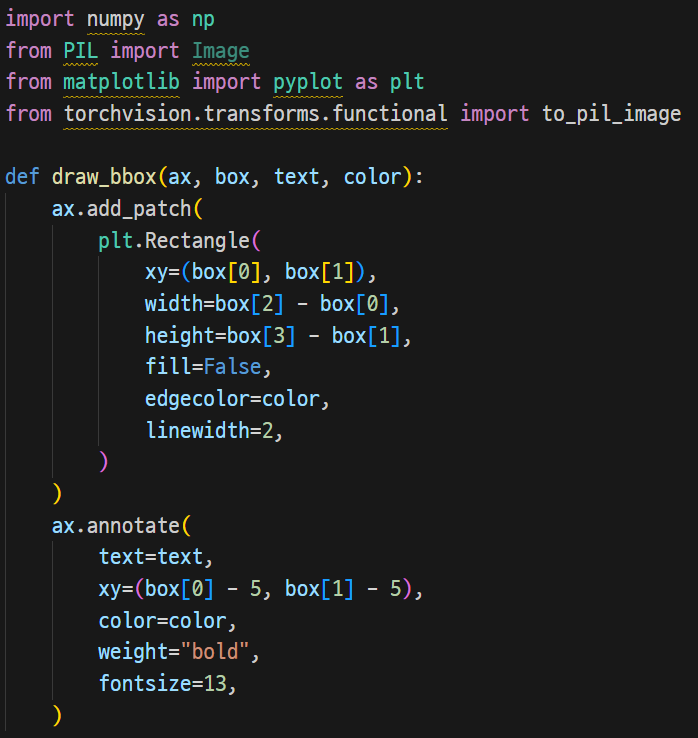 import numpy as np
from PIL import Image
from matplotlib import pyplot as plt
from torchvision.transforms.functional import to_pil_image

def draw_bbox(ax, box, text, color):
    ax.add_patch(
        plt.Rectangle(
            xy=(box[0], box[1]),
            width=box[2] - box[0],
            height=box[3] - box[1],
            fill=False,
            edgecolor=color,
            linewidth=2,
        )
    )
    ax.annotate(
        text=text,
        xy=(box[0] - 5, box[1] - 5),
        color=color,
        weight="bold",
        fontsize=13,
    )